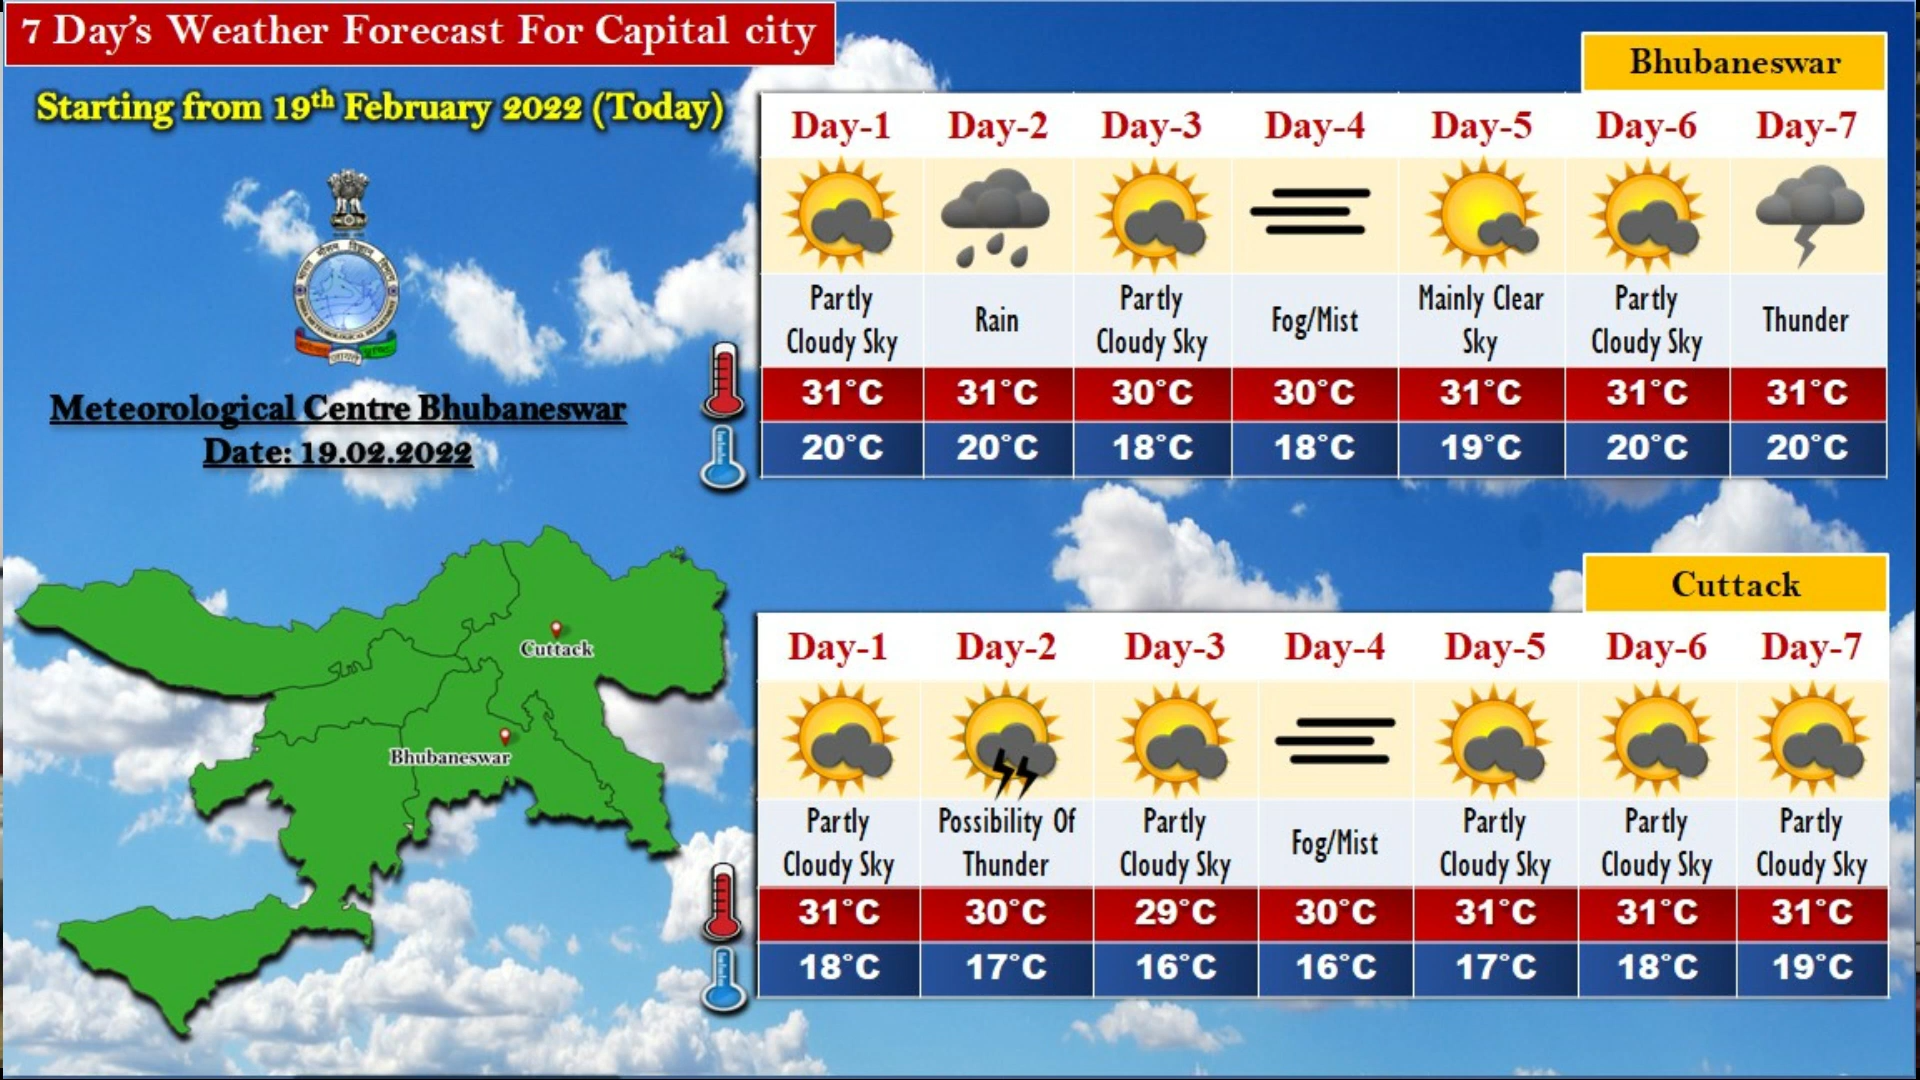 7 Day's Weather Forecast For Capital city
Starting from 19th February 2022 (Today)
Meteorological Centre Bhubaneswar
Date: 19.02.2022
Cuttack
Bhubaneswar
Bhubaneswar
Day-1 Day-2 Day-3 Day-4 Day-5 Day-6 Day-7
Partly Cloudy Sky Rain Partly Cloudy Sky Fog/Mist Mainly Clear Sky Partly Cloudy Sky Thunder
31°C 31°C 30°C 30°C 31°C 31°C 31°C
20°C 20°C 18°C 18°C 19°C 20°C 20°C
Cuttack
Day-1 Day-2 Day-3 Day-4 Day-5 Day-6 Day-7
Partly Cloudy Sky Possibility Of Thunder Partly Cloudy Sky Fog/Mist Partly Cloudy Sky Partly Cloudy Sky Partly Cloudy Sky
31°C 30°C 29°C 30°C 31°C 31°C 31°C
18°C 17°C 16°C 16°C 17°C 18°C 19°C